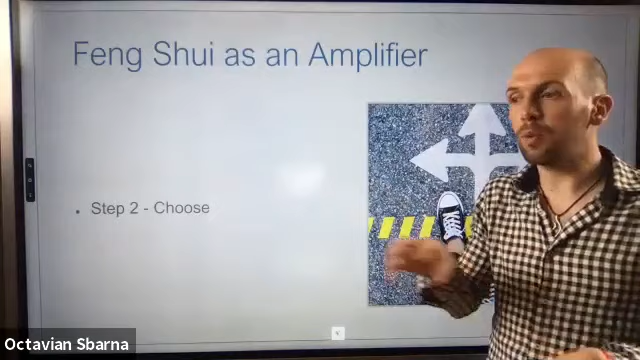 Feng Shui as an Amplifier
• Step 2 - Choose
Octavian Sbarna